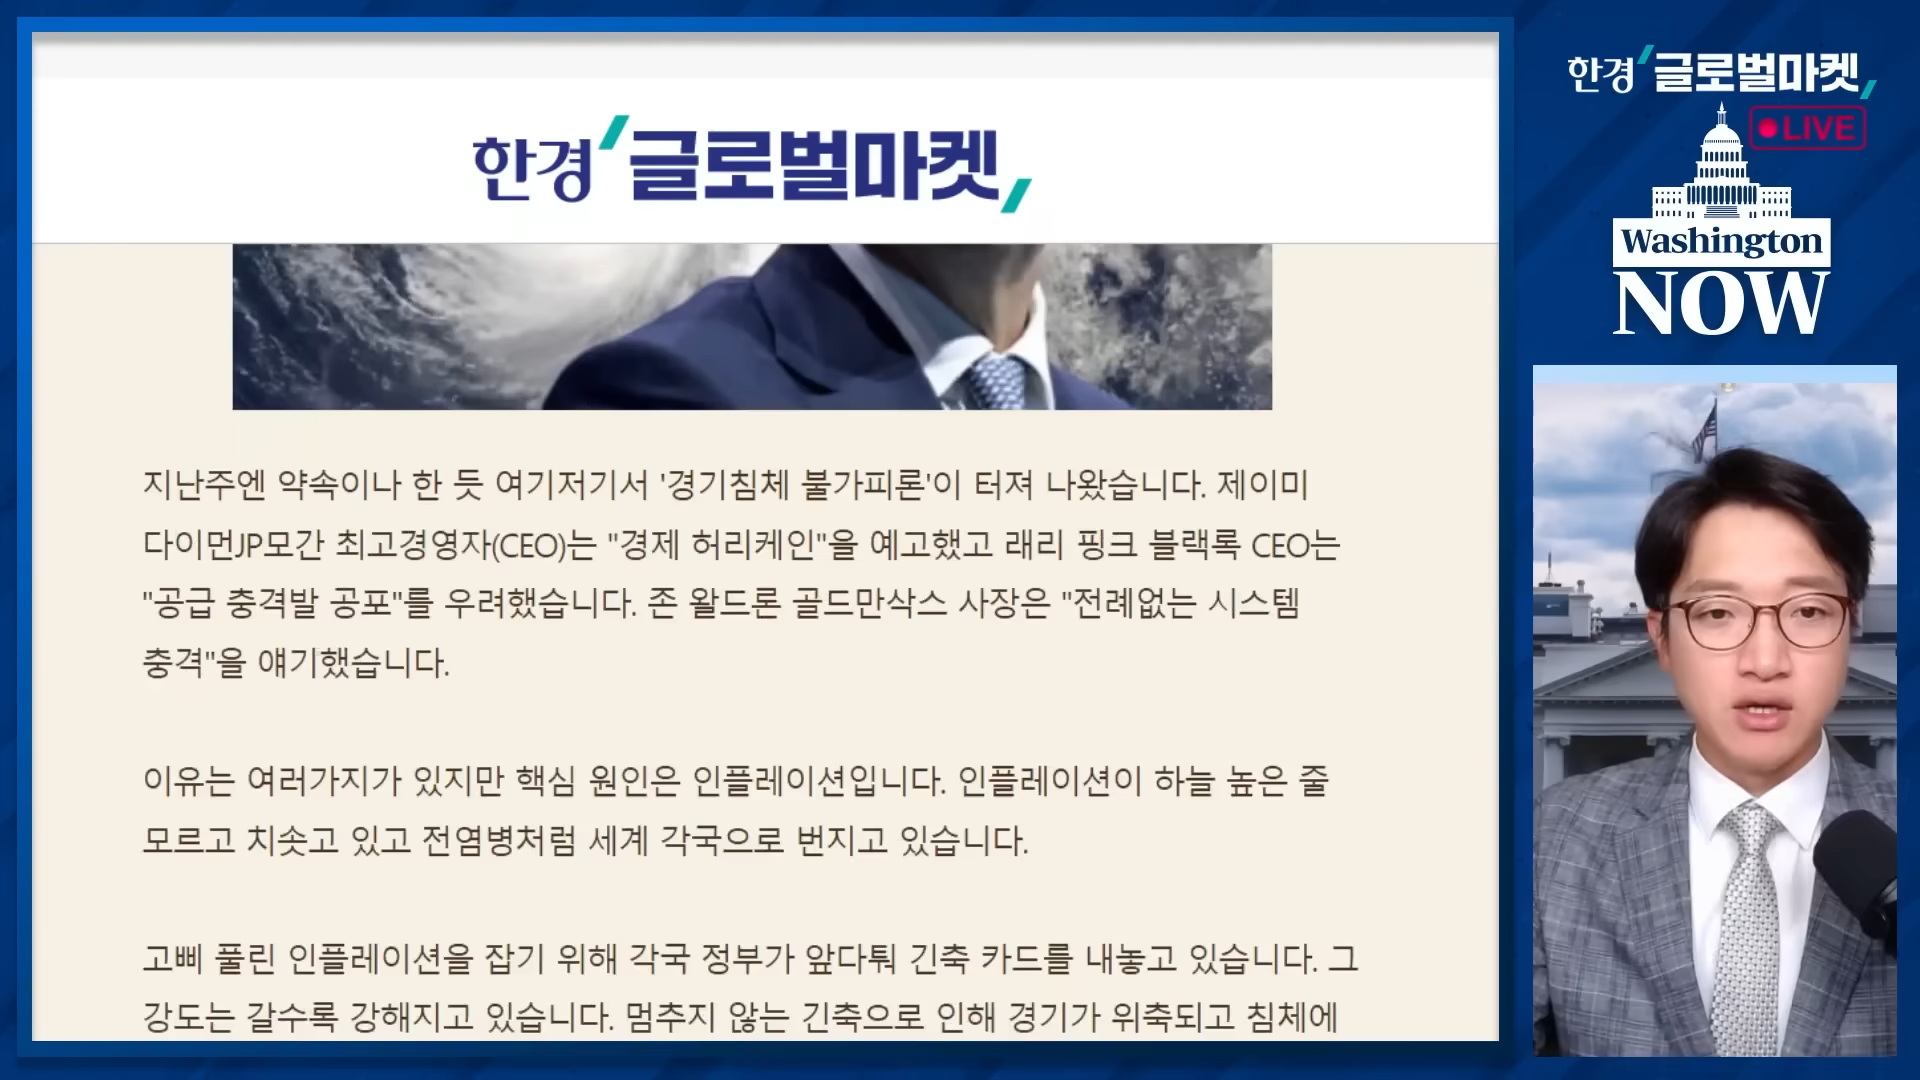 한경 글로벌마켓
지난주엔 약속이나 한 듯 여기저기서 '경기침체 불가피론'이 터져 나왔습니다. 제이미
다이먼JP모간 최고경영자(CEO)는 "경제 허리케인"을 예고했고 래리 핑크 블랙록 CEO는
"공급 충격발 공포"를 우려했습니다. 존 왈드론 골드만삭스 사장은 "전례없는 시스템
충격"을 얘기했습니다.
이유는 여러가지가 있지만 핵심 원인은 인플레이션입니다. 인플레이션이 하늘 높은 줄
모르고 치솟고 있고 전염병처럼 세계 각국으로 번지고 있습니다.
고삐 풀린 인플레이션을 잡기 위해 각국 정부가 앞다퉈 긴축 카드를 내놓고 있습니다. 그
강도는 갈수록 강해지고 있습니다. 멈추지 않는 긴축으로 인해 경기가 위축되고 침체에
한경 글로벌마켓
LIVE
Washington
NOW